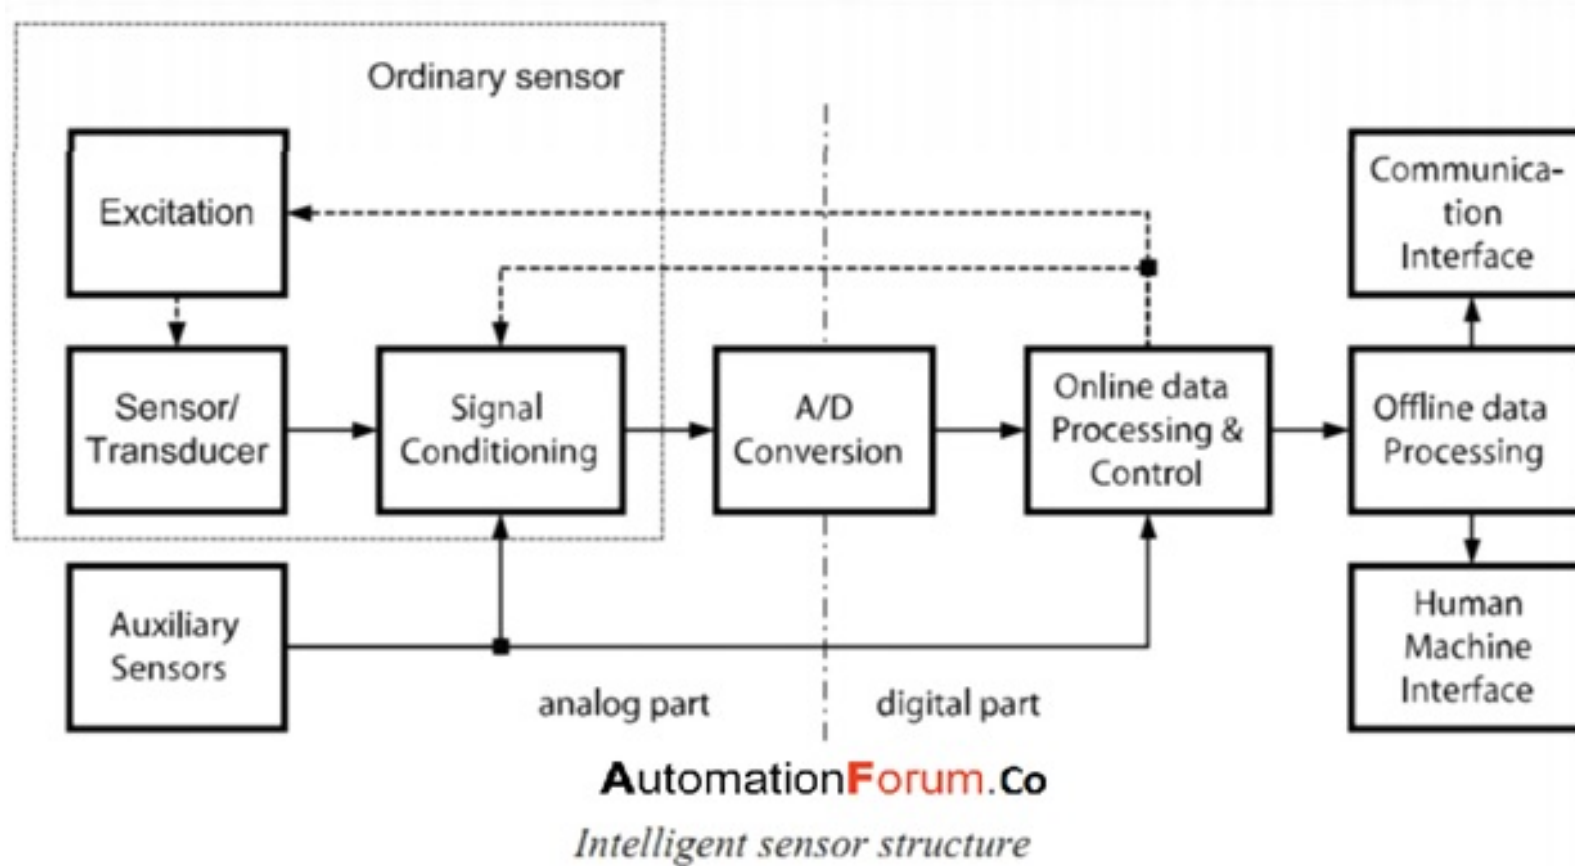 Ordinary sensor
Excitation
Communica-
tion
Interface
Sensor/
Transducer
Signal
Conditioning
A/D
Conversion
Online data
Processing &
Control
Offline data
Processing
Auxiliary
Sensors
Human
Machine
Interface
analog part
digital part
AutomationForum.Co
Intelligent sensor structure